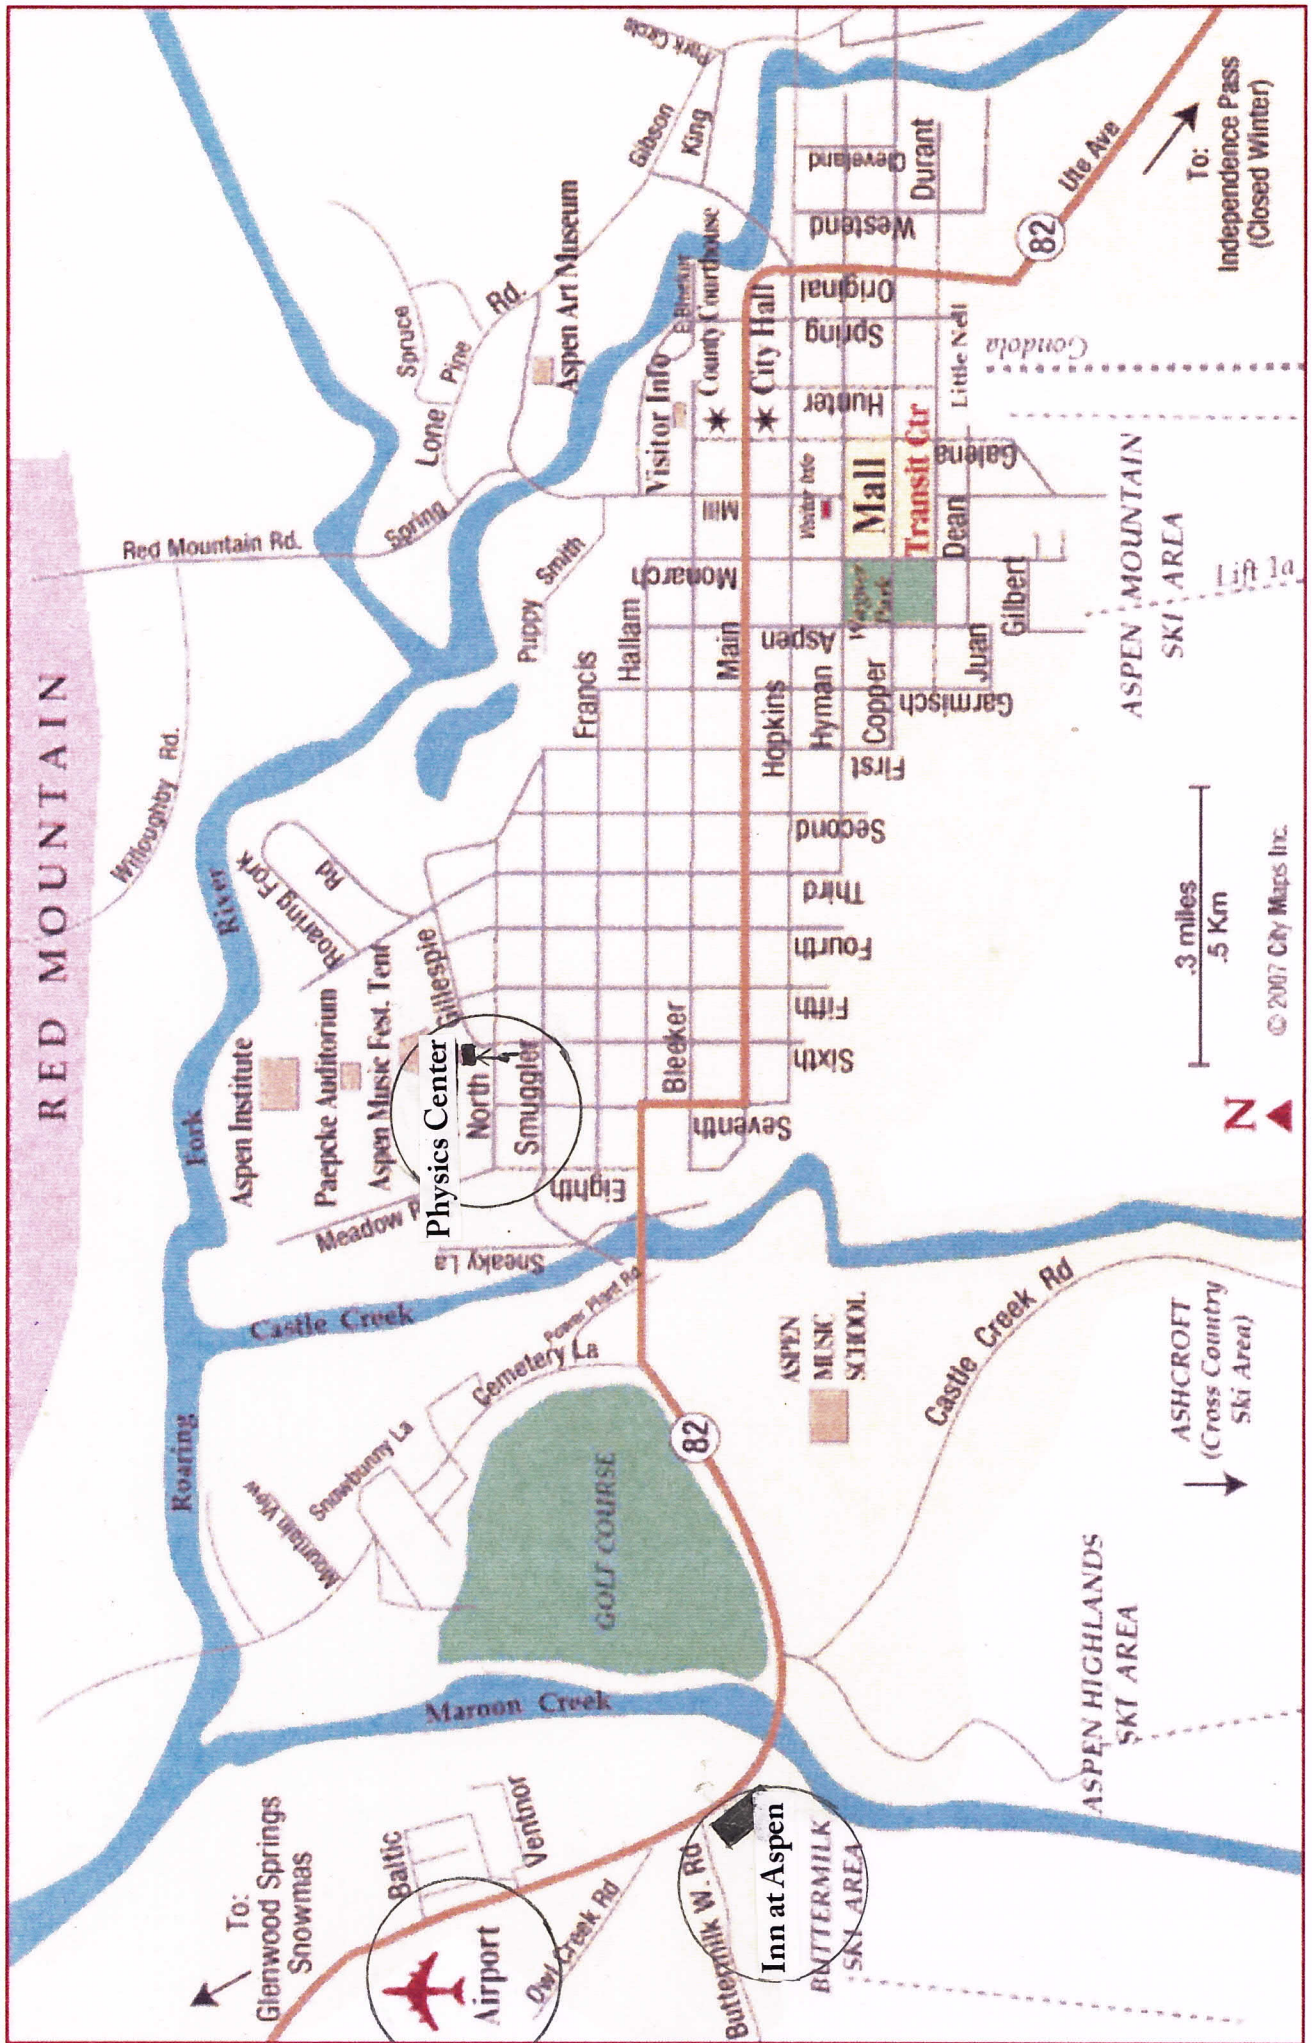 RED MOUNTAIN
To:
Glenwood Springs
Snowmas
Airport
Baltic
Ventnor
Owl Creek Rd
Buttermilk W. Rd
Inn at Aspen
BUTTERMILK
SKI AREA
Maroon Creek
Roaring
Fork
River
Mountain View
Snowbunny La
Cemetery La
Power Plant Rd
GOLF COURSE
82
ASPEN HIGHLANDS
SKI AREA
Castle Creek
Castle Creek Rd
ASPEN
MUSIC
SCHOOL
ASHCROFT
(Cross Country
Ski Area)
Sneaky La
Meadow
Aspen Institute
Paepcke Auditorium
Aspen Music Fest. Tent
Physics Center
Gillespie
North
Smuggler
Eighth
Seventh
Bleeker
Sixth
Fifth
Fourth
Third
Second
First
Garmisch
Roaring Fork
Rd
Willoughby Rd.
Red Mountain Rd.
Francis
Hallam
Main
Hopkins
Hyman
Copper
Juan
Gilbert
Dean
Aspen
Monarch
Mill
Galena
Hunter
Spring
Original
Westend
Cleveland
Durant
Puppy Smith
Spring
Lone
Pine
Rd.
Spruce
Aspen Art Museum
Visitor Info
County Courthouse
City Hall
Visitor Info
Mall
Transit Ctr
Wagner
Park
Little Nell
Gondola
Lift 1a
ASPEN MOUNTAIN
SKI AREA
Gibson
King
Park Circle
82
Ute Ave
To:
Independence Pass
(Closed Winter)
N
.3 miles
.5 Km
© 2007 City Maps Inc.